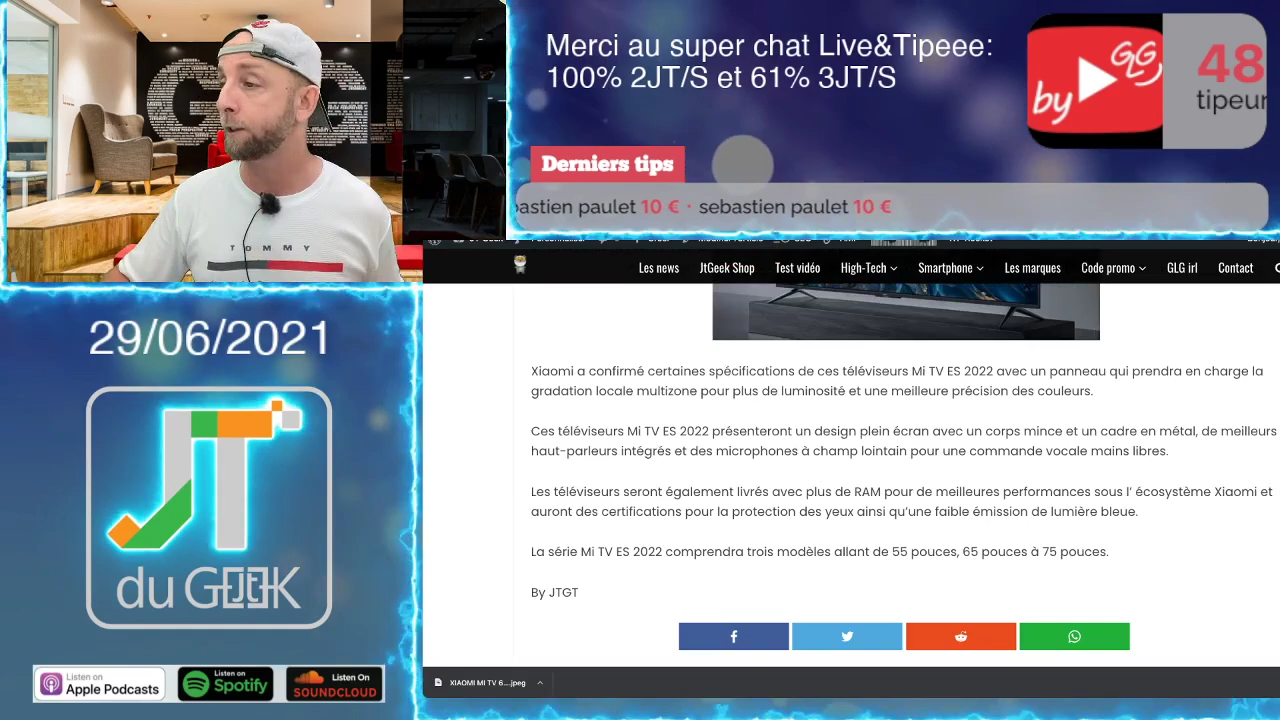 Merci au super chat Live&Tipeee:
100% 2JT/S et 61% 3JT/S
by GLG
48
tipeur
Derniers tips
astien paulet 10 € · sebastien paulet 10 €
TOMMY
Les news JtGeek Shop Test vidéo High-Tech Smartphone Les marques Code promo GLG irl Contact
29/06/2021
JT
du GEEK
Jt
Xiaomi a confirmé certaines spécifications de ces téléviseurs Mi TV ES 2022 avec un panneau qui prendra en charge la
gradation locale multizone pour plus de luminosité et une meilleure précision des couleurs.
Ces téléviseurs Mi TV ES 2022 présenteront un design plein écran avec un corps mince et un cadre en métal, de meilleurs
haut-parleurs intégrés et des microphones à champ lointain pour une commande vocale mains libres.
Les téléviseurs seront également livrés avec plus de RAM pour de meilleures performances sous l’ écosystème Xiaomi et
auront des certifications pour la protection des yeux ainsi qu’une faible émission de lumière bleue.
La série Mi TV ES 2022 comprendra trois modèles allant de 55 pouces, 65 pouces à 75 pouces.
By JTGT
Listen on
Apple Podcasts
Listen on
Spotify
Listen On
SOUNDCLOUD
XIAOMI MI TV 6....jpeg